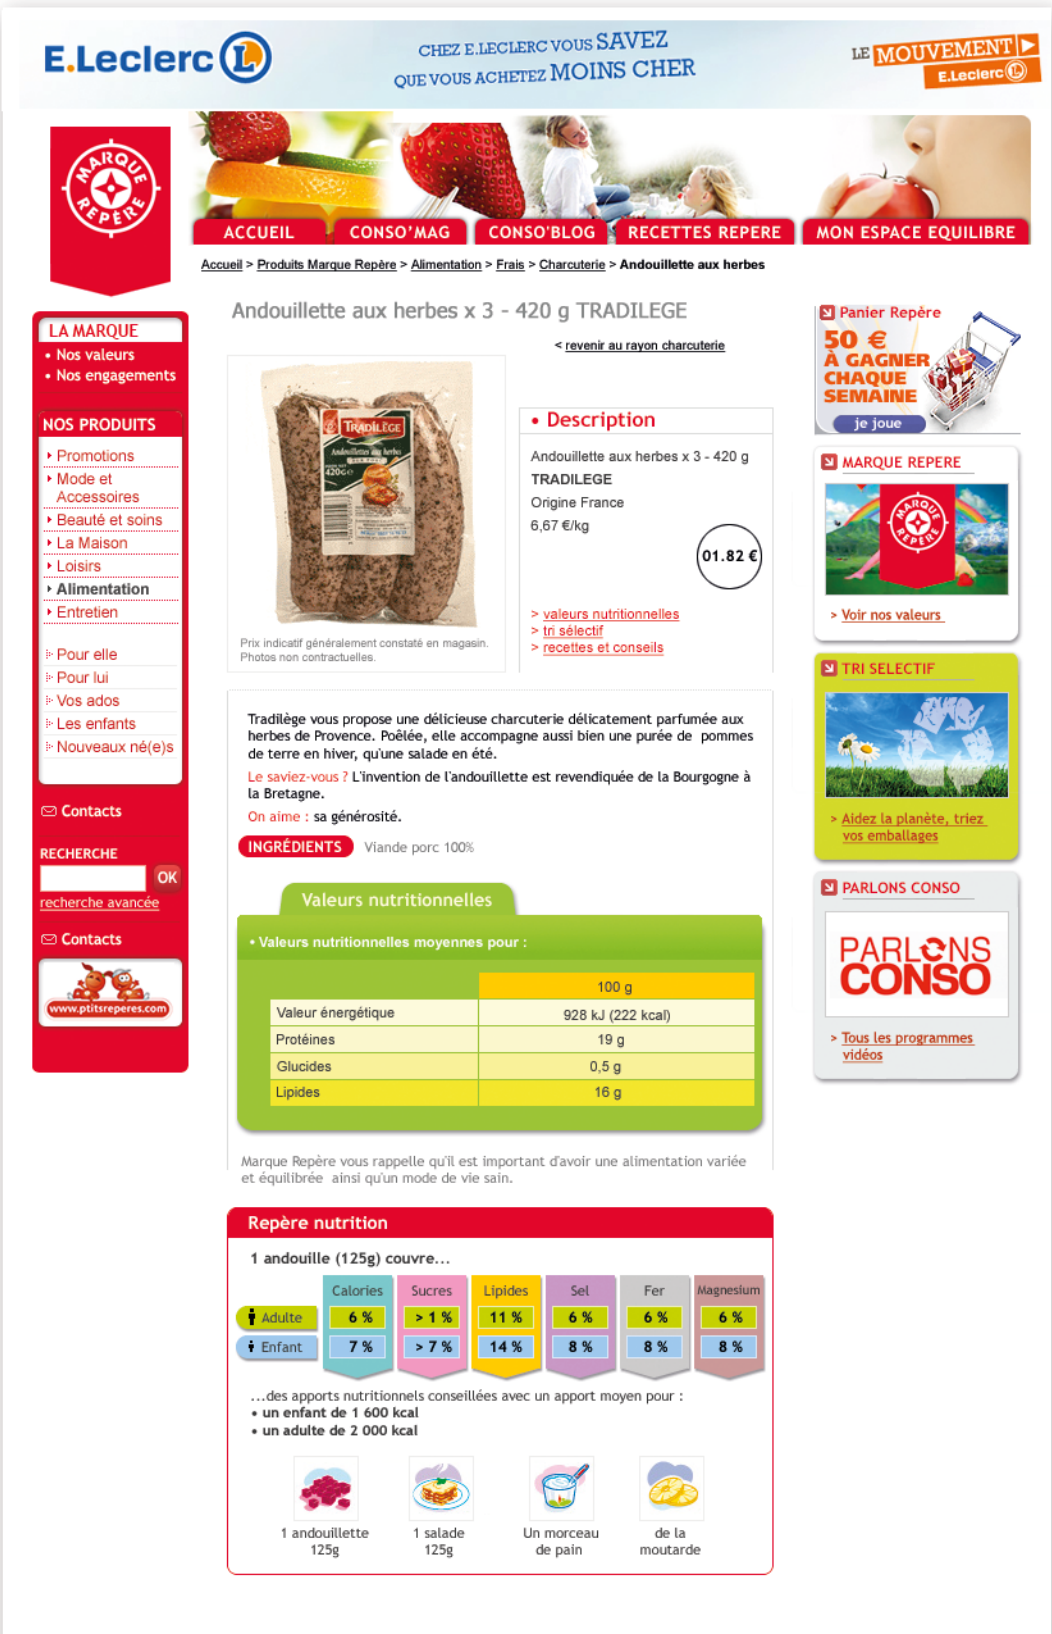 E.Leclerc L
CHEZ E.LECLERC VOUS SAVEZ
QUE VOUS ACHETEZ MOINS CHER
LE MOUVEMENT
E.Leclerc L
MARQUE REPÈRE
ACCUEIL
CONSO'MAG
CONSO'BLOG
RECETTES REPERE
MON ESPACE EQUILIBRE
Accueil > Produits Marque Repère > Alimentation > Frais > Charcuterie > Andouillette aux herbes
LA MARQUE
• Nos valeurs
• Nos engagements
NOS PRODUITS
Promotions
Mode et
Accessoires
Beauté et soins
La Maison
Loisirs
Alimentation
Entretien
Pour elle
Pour lui
Vos ados
Les enfants
Nouveaux né(e)s
Contacts
RECHERCHE
OK
recherche avancée
Contacts
www.ptitsreperes.com
Andouillette aux herbes x 3 - 420 g TRADILEGE
< revenir au rayon charcuterie
TRADILÈGE
Andouillettes aux herbes
420G e
Prix indicatif généralement constaté en magasin.
Photos non contractuelles.
• Description
Andouillette aux herbes x 3 - 420 g
TRADILEGE
Origine France
6,67 €/kg
01.82 €
> valeurs nutritionnelles
> tri sélectif
> recettes et conseils
Tradilège vous propose une délicieuse charcuterie délicatement parfumée aux
herbes de Provence. Poêlée, elle accompagne aussi bien une purée de pommes
de terre en hiver, qu'une salade en été.
Le saviez-vous ? L'invention de l'andouillette est revendiquée de la Bourgogne à
la Bretagne.
On aime : sa générosité.
INGRÉDIENTS Viande porc 100%
Valeurs nutritionnelles
• Valeurs nutritionnelles moyennes pour :
100 g
Valeur énergétique 928 kJ (222 kcal)
Protéines 19 g
Glucides 0,5 g
Lipides 16 g
Marque Repère vous rappelle qu'il est important d'avoir une alimentation variée
et équilibrée ainsi qu'un mode de vie sain.
Repère nutrition
1 andouille (125g) couvre...
Calories Sucres Lipides Sel Fer Magnesium
Adulte 6 % > 1 % 11 % 6 % 6 % 6 %
Enfant 7 % > 7 % 14 % 8 % 8 % 8 %
...des apports nutritionnels conseillées avec un apport moyen pour :
• un enfant de 1 600 kcal
• un adulte de 2 000 kcal
1 andouillette
125g
1 salade
125g
Un morceau
de pain
de la
moutarde
Panier Repère
50 €
À GAGNER
CHAQUE
SEMAINE
je joue
MARQUE REPERE
MARQUE REPÈRE
> Voir nos valeurs
TRI SELECTIF
> Aidez la planète, triez
vos emballages
PARLONS CONSO
PARLONS
CONSO
> Tous les programmes
vidéos